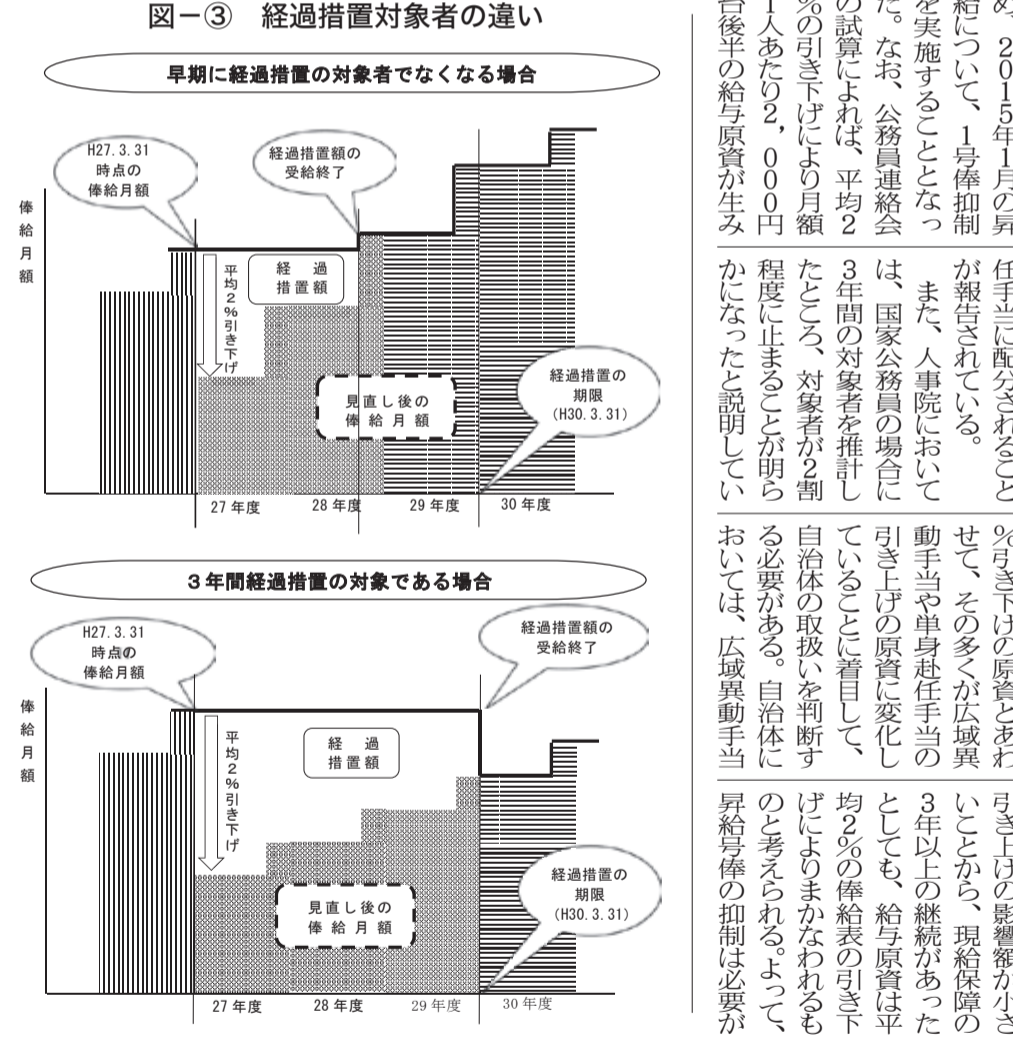 図－③　経過措置対象者の違い
早期に経過措置の対象者でなくなる場合
H27.3.31
時点の
俸給月額
経過措置額の
受給終了
俸給月額
平均2%引き下げ
経　過
措置額
見直し後の
俸給月額
経過措置の
期限
(H30.3.31)
27年度
28年度
29年度
30年度
3年間経過措置の対象である場合
H27.3.31
時点の
俸給月額
経過措置額の
受給終了
俸給月額
平均2%引き下げ
経　過
措置額
見直し後の
俸給月額
経過措置の
期限
(H30.3.31)
27年度
28年度
29年度
30年度
め、2015年1月の昇
給について、1号俸抑制
を実施することとなっ
た。なお、公務員連絡会
の試算によれば、平均2
%の引き下げにより月額
1人あたり2,000円
台後半の給与原資が生み
任手当に配分されること
が報告されている。
また、人事院において
は、国家公務員の場合に
3年間の対象者を推計し
たところ、対象者が2割
程度に止まることが明ら
かになったと説明してい
%引き下げの原資とあわ
せて、その多くが広域異
動手当や単身赴任手当の
引き上げの原資に変化し
ていることに着目して、
自治体の取扱いを判断す
る必要がある。自治体に
おいては、広域異動手当
引き上げの影響額が小さ
いことから、現給保障の
3年以上の継続があった
としても、給与原資は平
均2%の俸給表の引き下
げによりまかなわれるも
のと考えられる。よって、
昇給号俸の抑制は必要が